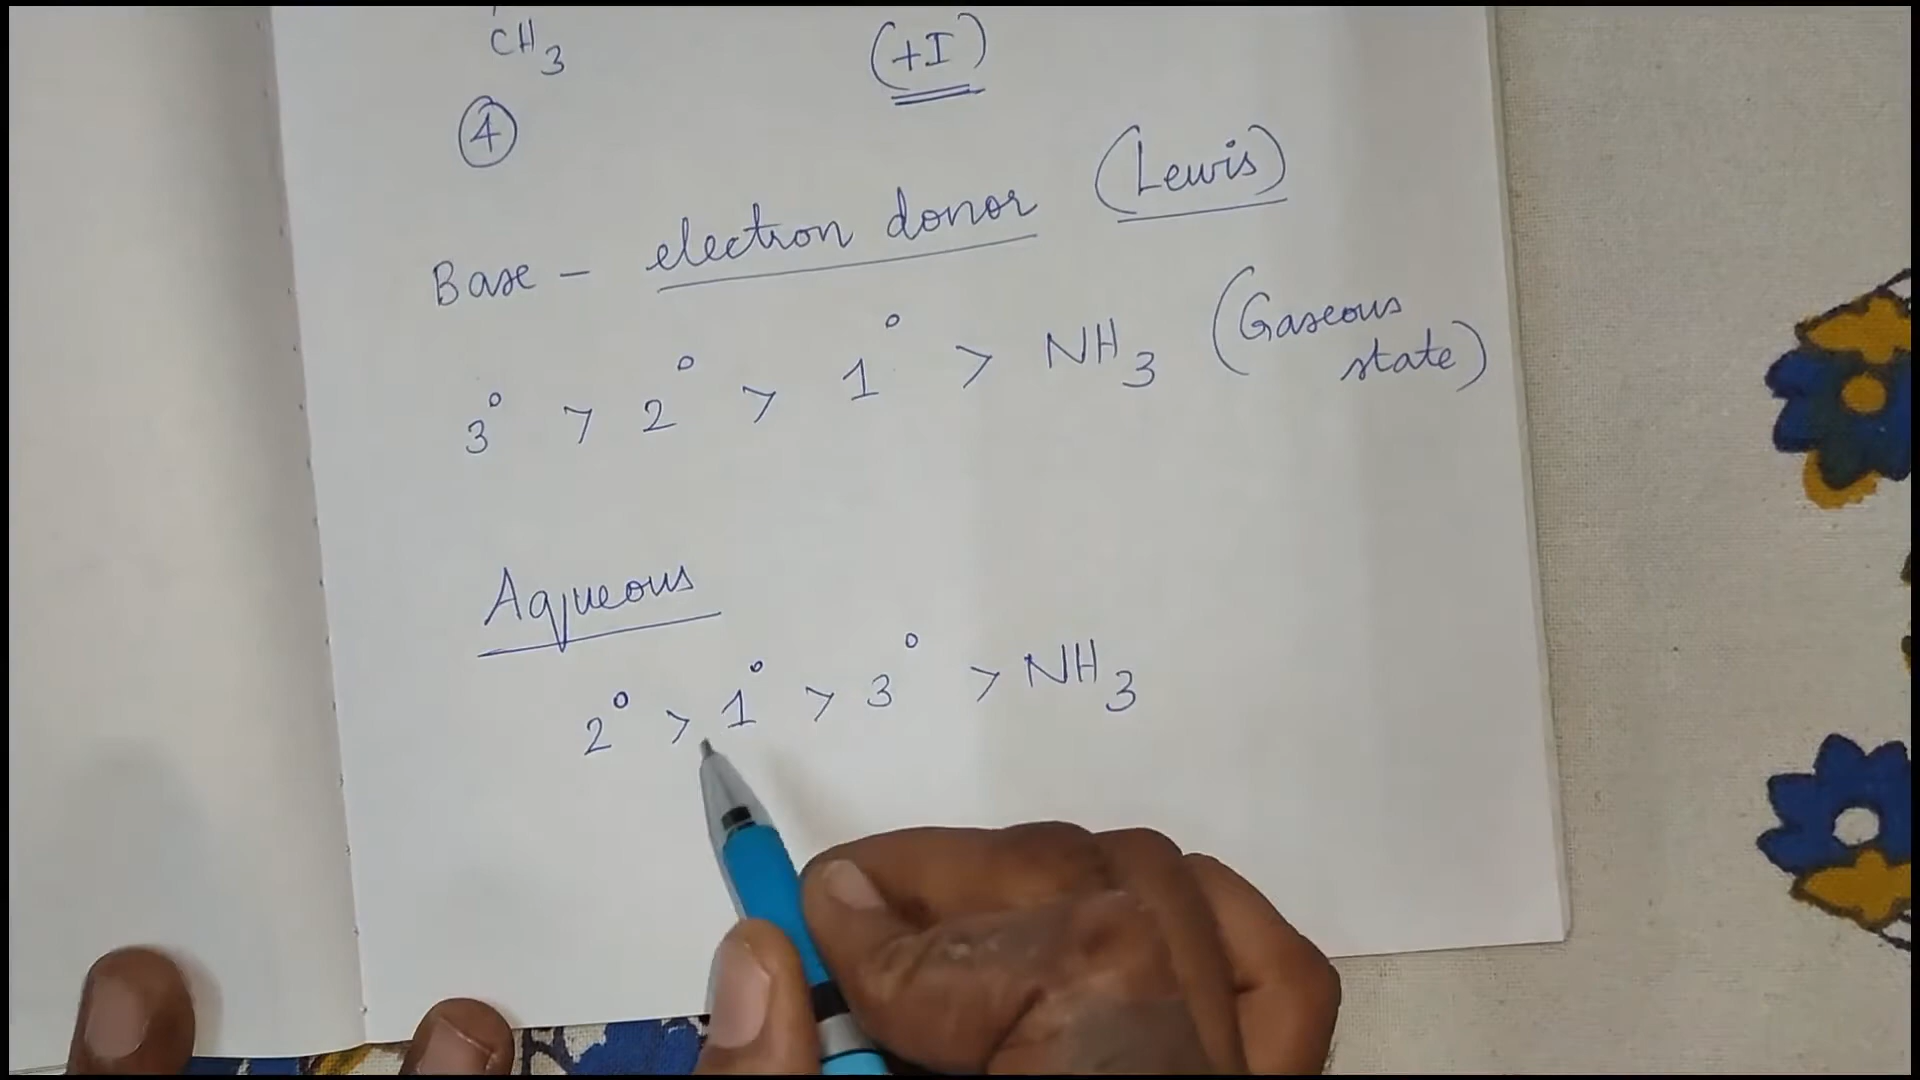 CH3
(+I)
4
Base - electron donor (Lewis)
3° > 2° > 1° > NH3 (Gaseous state)
Aqueous
2° > 1° > 3° > NH3